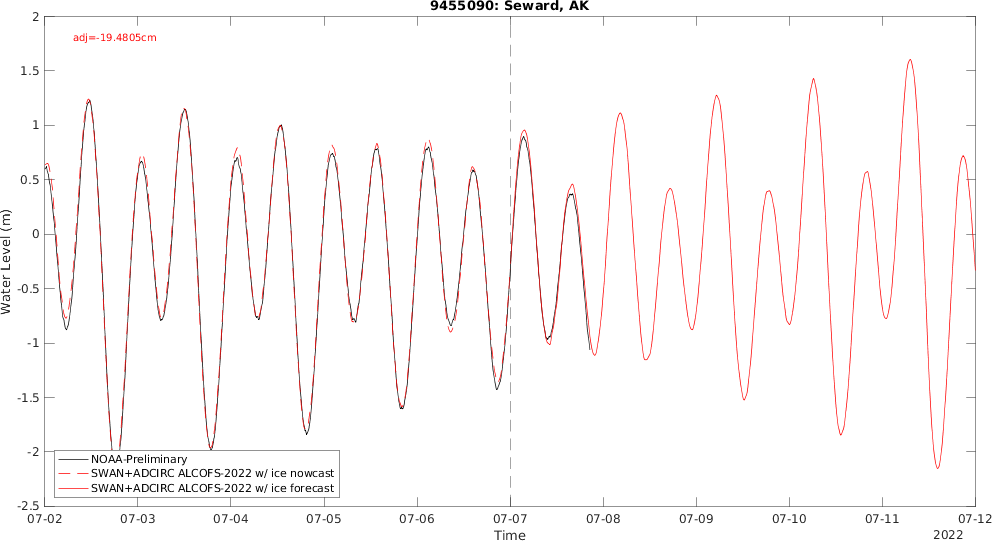 9455090: Seward, AK
adj=-19.4805cm
2
1.5
1
0.5
0
-0.5
-1
-1.5
-2
-2.5
Water Level (m)
NOAA-Preliminary
SWAN+ADCIRC ALCOFS-2022 w/ ice nowcast
SWAN+ADCIRC ALCOFS-2022 w/ ice forecast
07-02 07-03 07-04 07-05 07-06 07-07 07-08 07-09 07-10 07-11 07-12
Time
2022